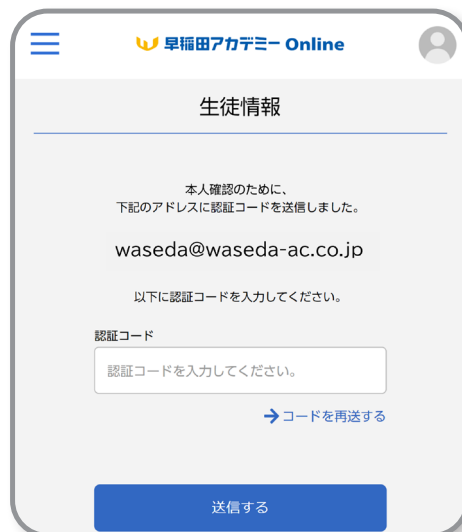 早稲田アカデミー Online
生徒情報
本人確認のために、
下記のアドレスに認証コードを送信しました。
waseda@waseda-ac.co.jp
以下に認証コードを入力してください。
認証コード
認証コードを入力してください。
→コードを再送する
送信する